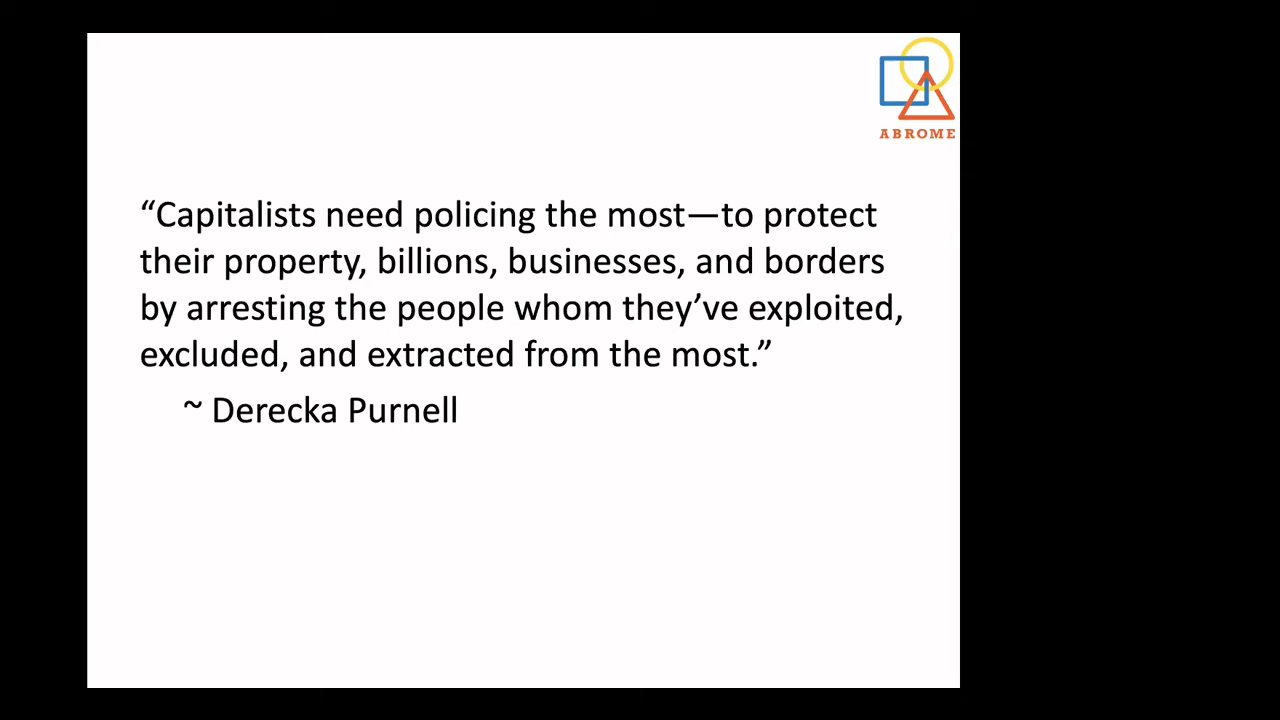 ABROME
“Capitalists need policing the most—to protect
their property, billions, businesses, and borders
by arresting the people whom they’ve exploited,
excluded, and extracted from the most.”
~ Derecka Purnell